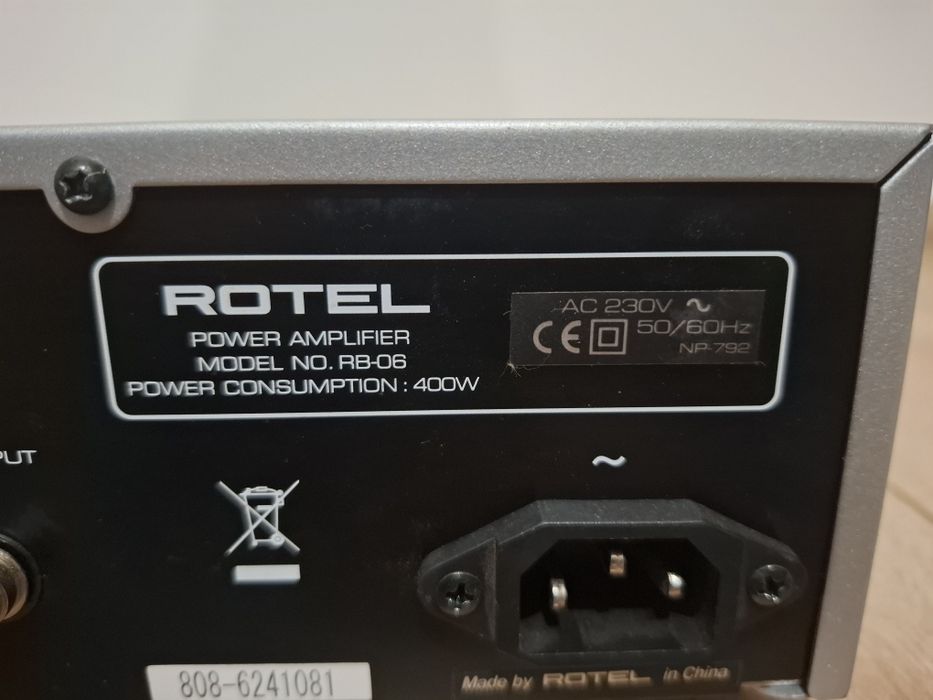 ROTEL
POWER AMPLIFIER
MODEL NO. RB-06
POWER CONSUMPTION : 400W
AC 230V ~
CE 50/60Hz
NP-792
PUT
~
808-6241081
Made by ROTEL in China